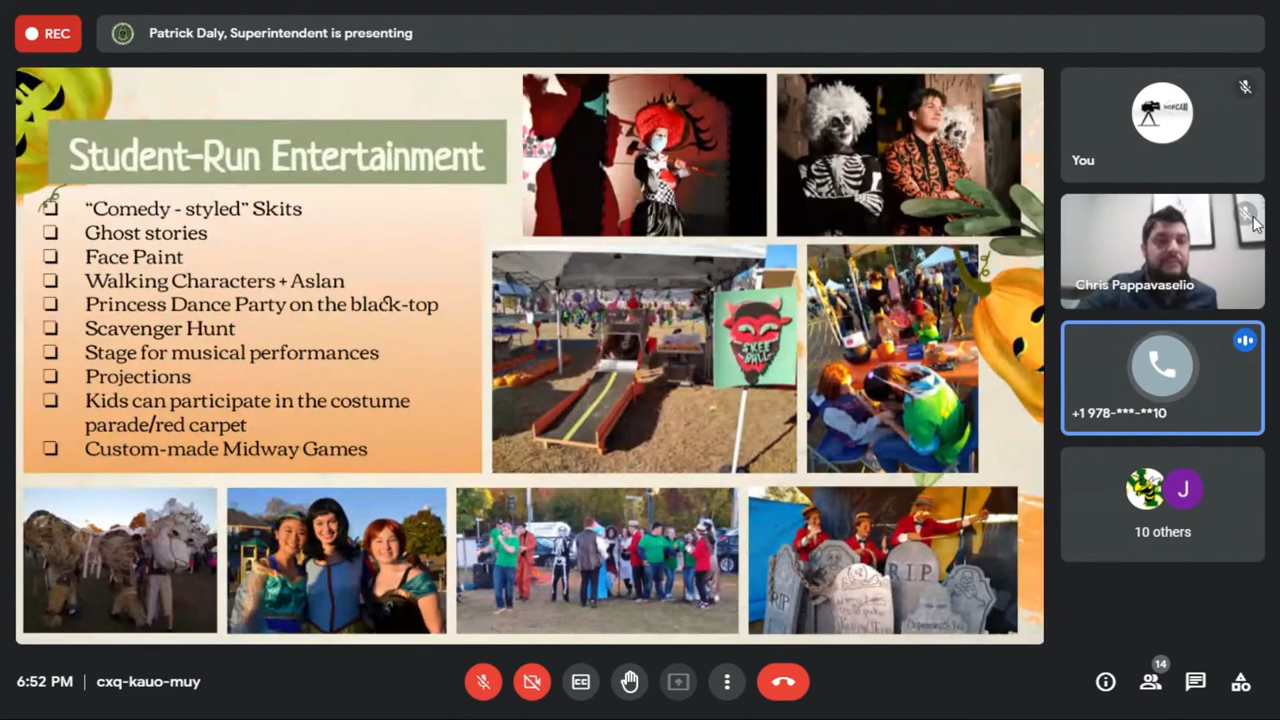 REC
Patrick Daly, Superintendent is presenting
Student-Run Entertainment
"Comedy - styled" Skits
Ghost stories
Face Paint
Walking Characters + Aslan
Princess Dance Party on the black-top
Scavenger Hunt
Stage for musical performances
Projections
Kids can participate in the costume
parade/red carpet
Custom-made Midway Games
SKEE
BALL
RIP
RIP
NORCAM
You
Chris Pappavaselio
+1 978-***-**10
J
10 others
6:52 PM | cxq-kauo-muy
CC
14